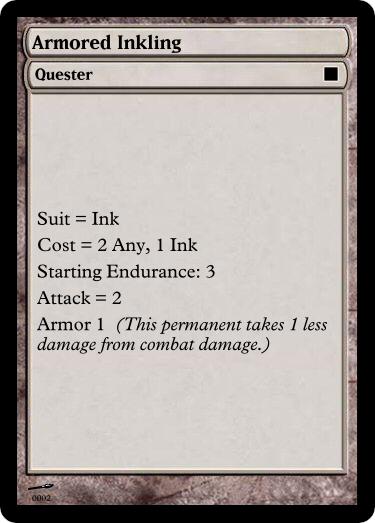 Armored Inkling
Quester
Suit = Ink
Cost = 2 Any, 1 Ink
Starting Endurance: 3
Attack = 2
Armor 1 (This permanent takes 1 less
damage from combat damage.)
0002